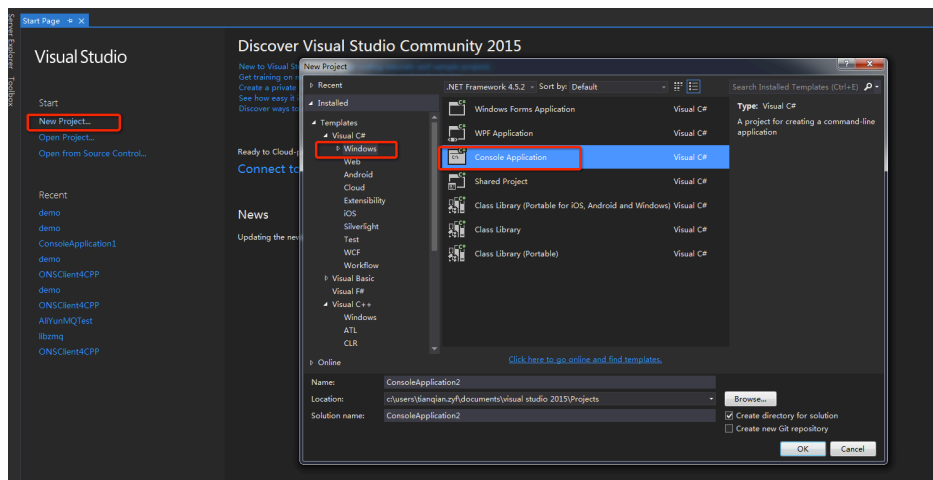 Server Explorer
Toolbox
Start Page
Visual Studio
Start
New Project...
Open Project...
Open from Source Control...
Recent
demo
demo
ConsoleApplication1
demo
ONSClient4CPP
demo
ONSClient4CPP
AliYunMQTest
libzmq
ONSClient4CPP
Discover Visual Studio Community 2015
New to Visual St
Get training on n
Create a private
See how easy it i
Discover ways to
Ready to Cloud-p
Connect to
News
Updating the new
New Project
Recent
Installed
Templates
Visual C#
Windows
Web
Android
Cloud
Extensibility
iOS
Silverlight
Test
WCF
Workflow
Visual Basic
Visual F#
Visual C++
Windows
ATL
CLR
Online
.NET Framework 4.5.2 Sort by: Default
Search Installed Templates (Ctrl+E)
Windows Forms Application Visual C#
WPF Application Visual C#
Console Application Visual C#
Shared Project Visual C#
Class Library (Portable for iOS, Android and Windows) Visual C#
Class Library Visual C#
Class Library (Portable) Visual C#
Type: Visual C#
A project for creating a command-line
application
Click here to go online and find templates.
Name: ConsoleApplication2
Location: c:\users\tianqian.zyf\documents\visual studio 2015\Projects
Browse...
Solution name: ConsoleApplication2
Create directory for solution
Create new Git repository
OK Cancel